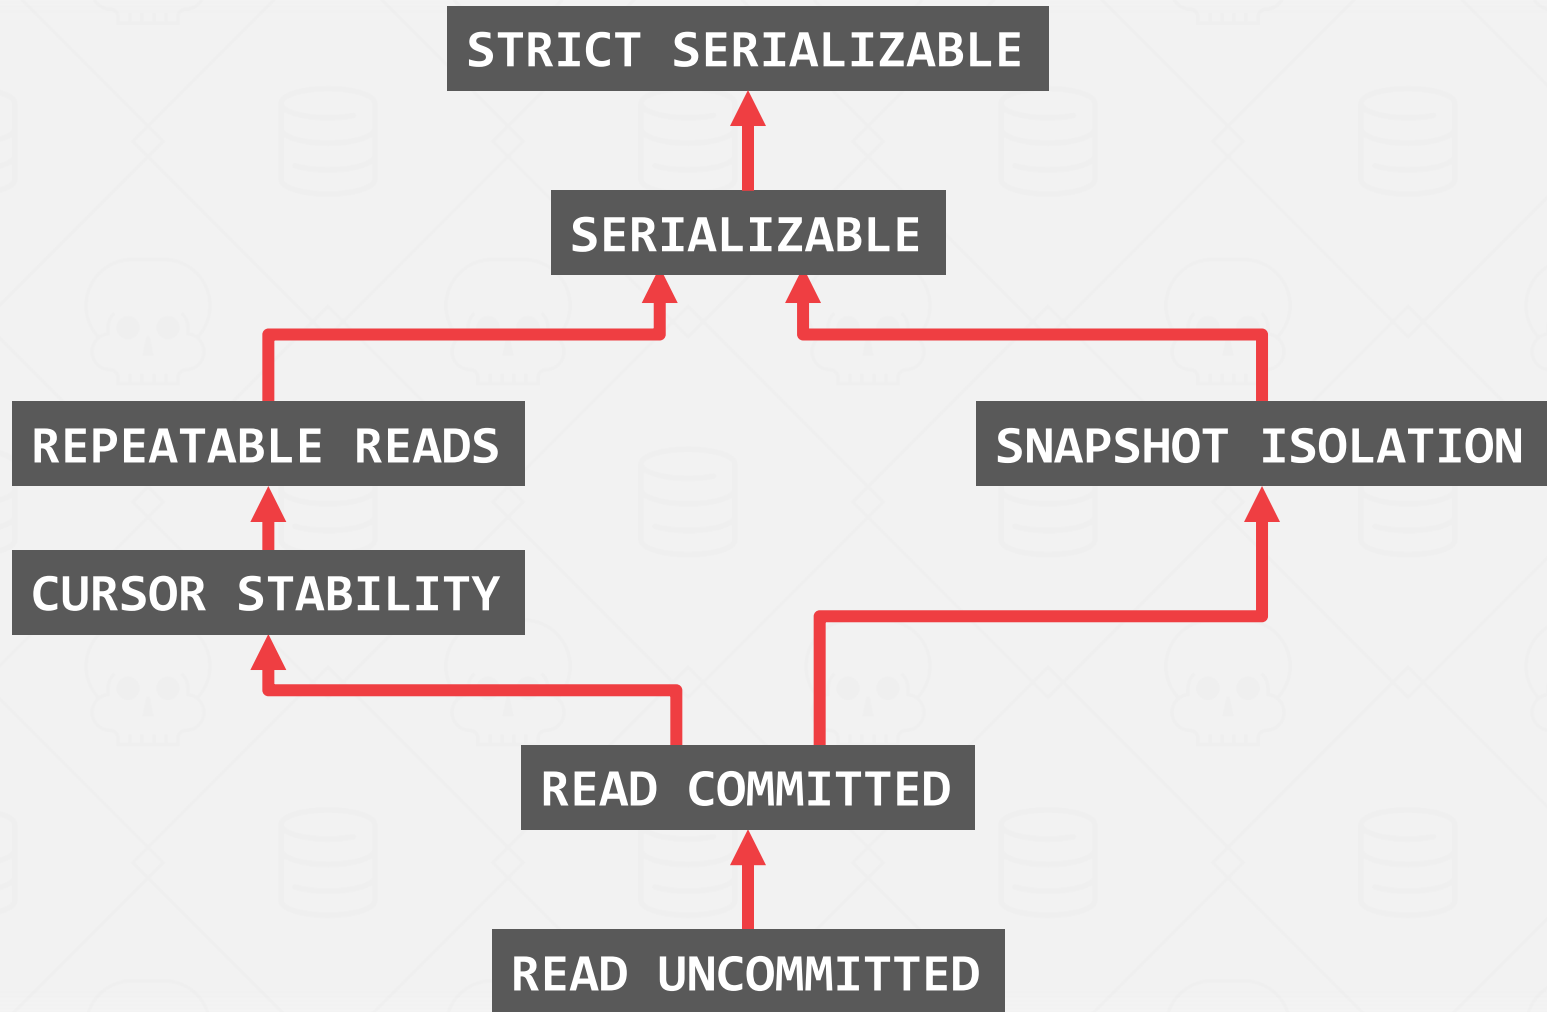 STRICT SERIALIZABLE
SERIALIZABLE
REPEATABLE READS
SNAPSHOT ISOLATION
CURSOR STABILITY
READ COMMITTED
READ UNCOMMITTED